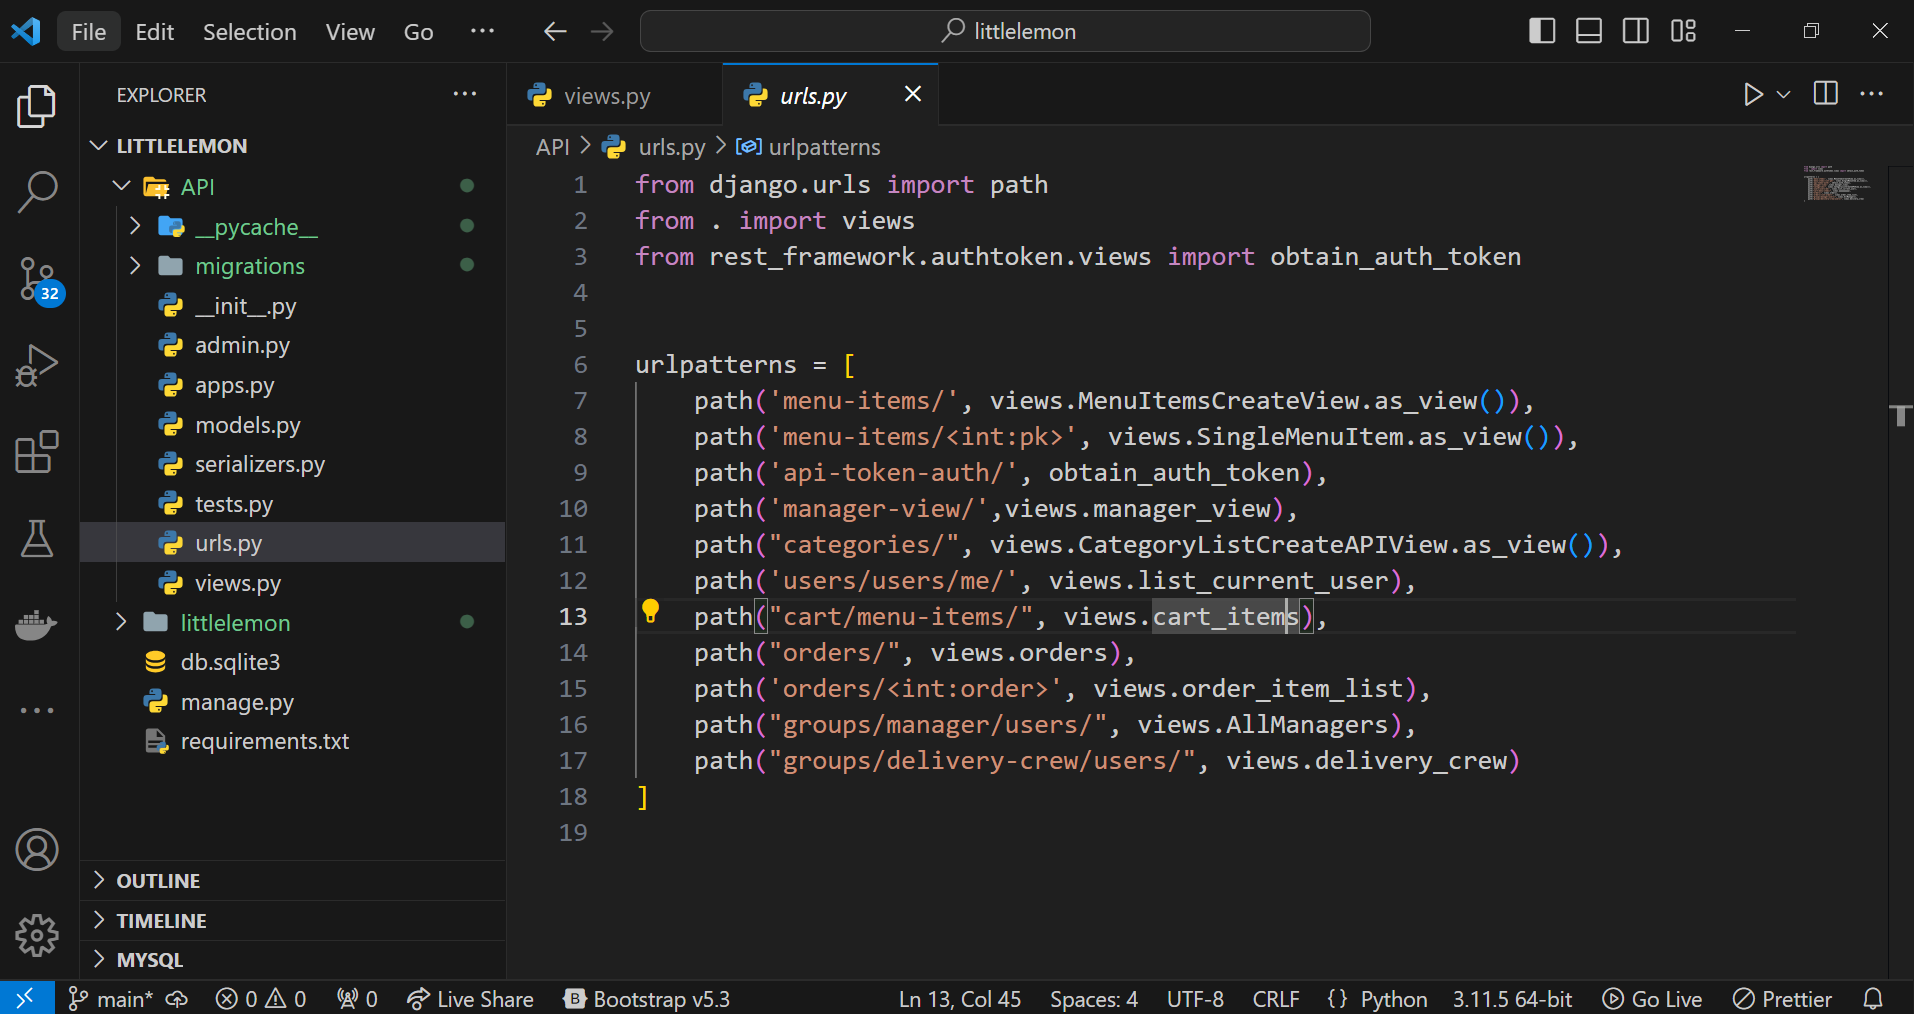 File Edit Selection View Go ··· littlelemon
EXPLORER ···
LITTLELEMON
API
__pycache__
migrations
__init__.py
admin.py
apps.py
models.py
serializers.py
tests.py
urls.py
views.py
littlelemon
db.sqlite3
manage.py
requirements.txt
OUTLINE
TIMELINE
MYSQL
32
views.py urls.py
API > urls.py > urlpatterns
1 from django.urls import path
2 from . import views
3 from rest_framework.authtoken.views import obtain_auth_token
4
5
6 urlpatterns = [
7 path('menu-items/', views.MenuItemsCreateView.as_view()),
8 path('menu-items/<int:pk>', views.SingleMenuItem.as_view()),
9 path('api-token-auth/', obtain_auth_token),
10 path('manager-view/',views.manager_view),
11 path("categories/", views.CategoryListCreateAPIView.as_view()),
12 path('users/users/me/', views.list_current_user),
13 path("cart/menu-items/", views.cart_items),
14 path("orders/", views.orders),
15 path('orders/<int:order>', views.order_item_list),
16 path("groups/manager/users/", views.AllManagers),
17 path("groups/delivery-crew/users/", views.delivery_crew)
18 ]
19
main* 0 0 0 Live Share B Bootstrap v5.3 Ln 13, Col 45 Spaces: 4 UTF-8 CRLF {} Python 3.11.5 64-bit Go Live Prettier